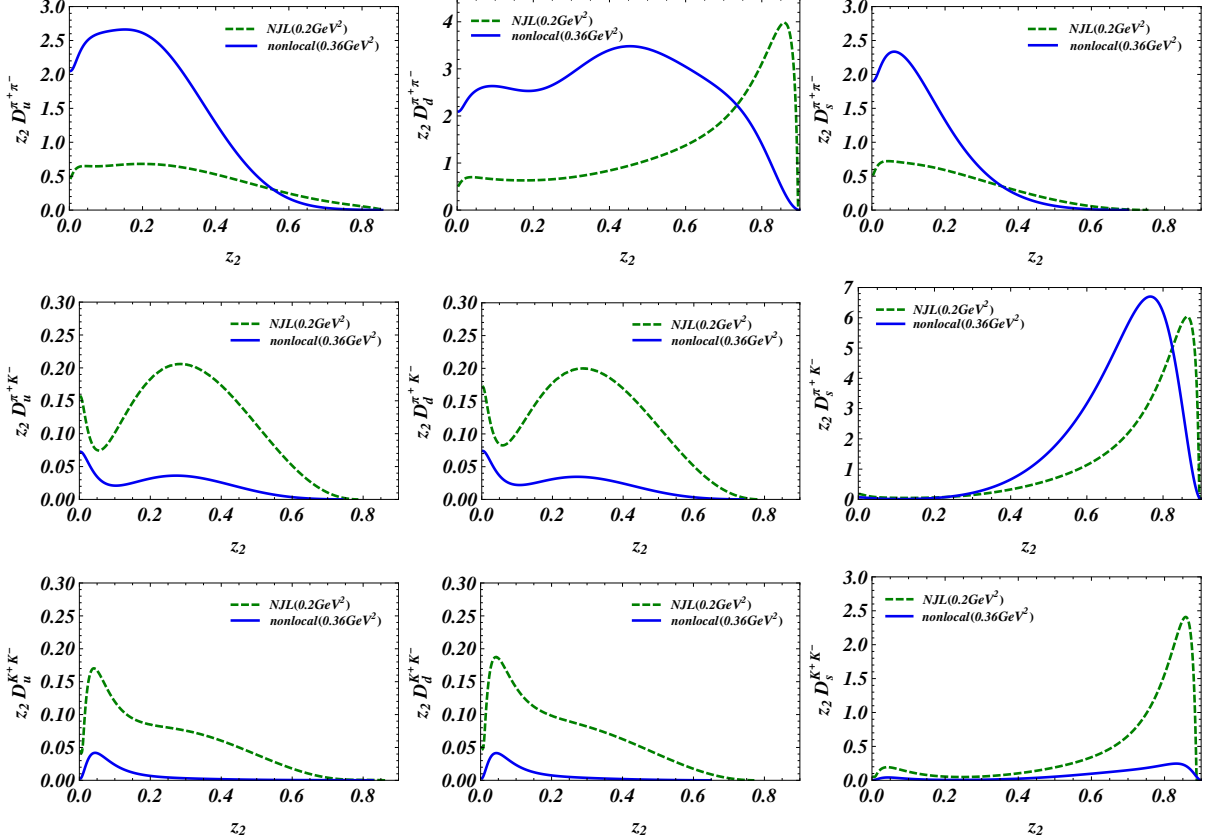 3.0
2.5
2.0
1.5
1.0
0.5
0.0
z₂ D_u^{π⁺π⁻}
NJL(0.2GeV²)
nonlocal(0.36GeV²)
0.0 0.2 0.4 0.6 0.8
z₂
4
3
2
1
0
z₂ D_d^{π⁺π⁻}
NJL(0.2GeV²)
nonlocal(0.36GeV²)
0.0 0.2 0.4 0.6 0.8
z₂
3.0
2.5
2.0
1.5
1.0
0.5
0.0
z₂ D_s^{π⁺π⁻}
NJL(0.2GeV²)
nonlocal(0.36GeV²)
0.0 0.2 0.4 0.6 0.8
z₂
0.30
0.25
0.20
0.15
0.10
0.05
0.00
z₂ D_u^{π⁺K⁻}
NJL(0.2GeV²)
nonlocal(0.36GeV²)
0.0 0.2 0.4 0.6 0.8
z₂
0.30
0.25
0.20
0.15
0.10
0.05
0.00
z₂ D_d^{π⁺K⁻}
NJL(0.2GeV²)
nonlocal(0.36GeV²)
0.0 0.2 0.4 0.6 0.8
z₂
7
6
5
4
3
2
1
0
z₂ D_s^{π⁺K⁻}
NJL(0.2GeV²)
nonlocal(0.36GeV²)
0.0 0.2 0.4 0.6 0.8
z₂
0.30
0.25
0.20
0.15
0.10
0.05
0.00
z₂ D_u^{K⁺K⁻}
NJL(0.2GeV²)
nonlocal(0.36GeV²)
0.0 0.2 0.4 0.6 0.8
z₂
0.30
0.25
0.20
0.15
0.10
0.05
0.00
z₂ D_d^{K⁺K⁻}
NJL(0.2GeV²)
nonlocal(0.36GeV²)
0.0 0.2 0.4 0.6 0.8
z₂
3.0
2.5
2.0
1.5
1.0
0.5
0.0
z₂ D_s^{K⁺K⁻}
NJL(0.2GeV²)
nonlocal(0.36GeV²)
0.0 0.2 0.4 0.6 0.8
z₂